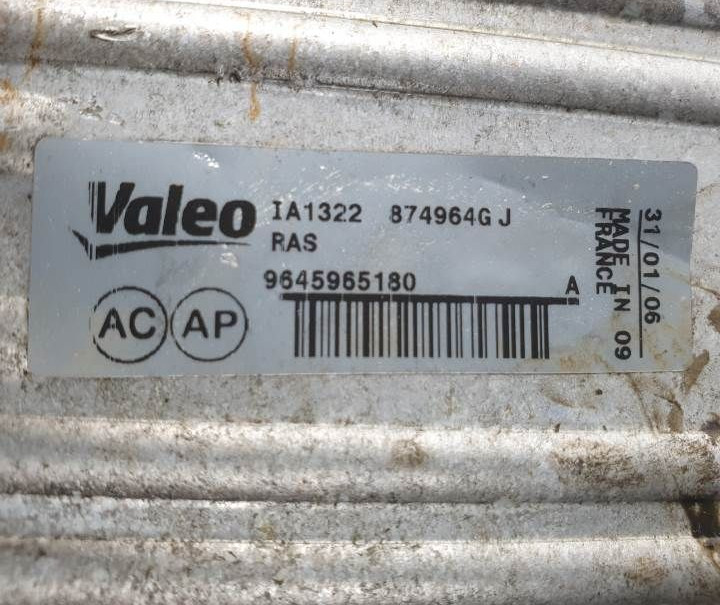 Valeo
IA1322 874964G J
RAS
9645965180 A
AC AP
MADE IN 09
FRANCE
31/01/06